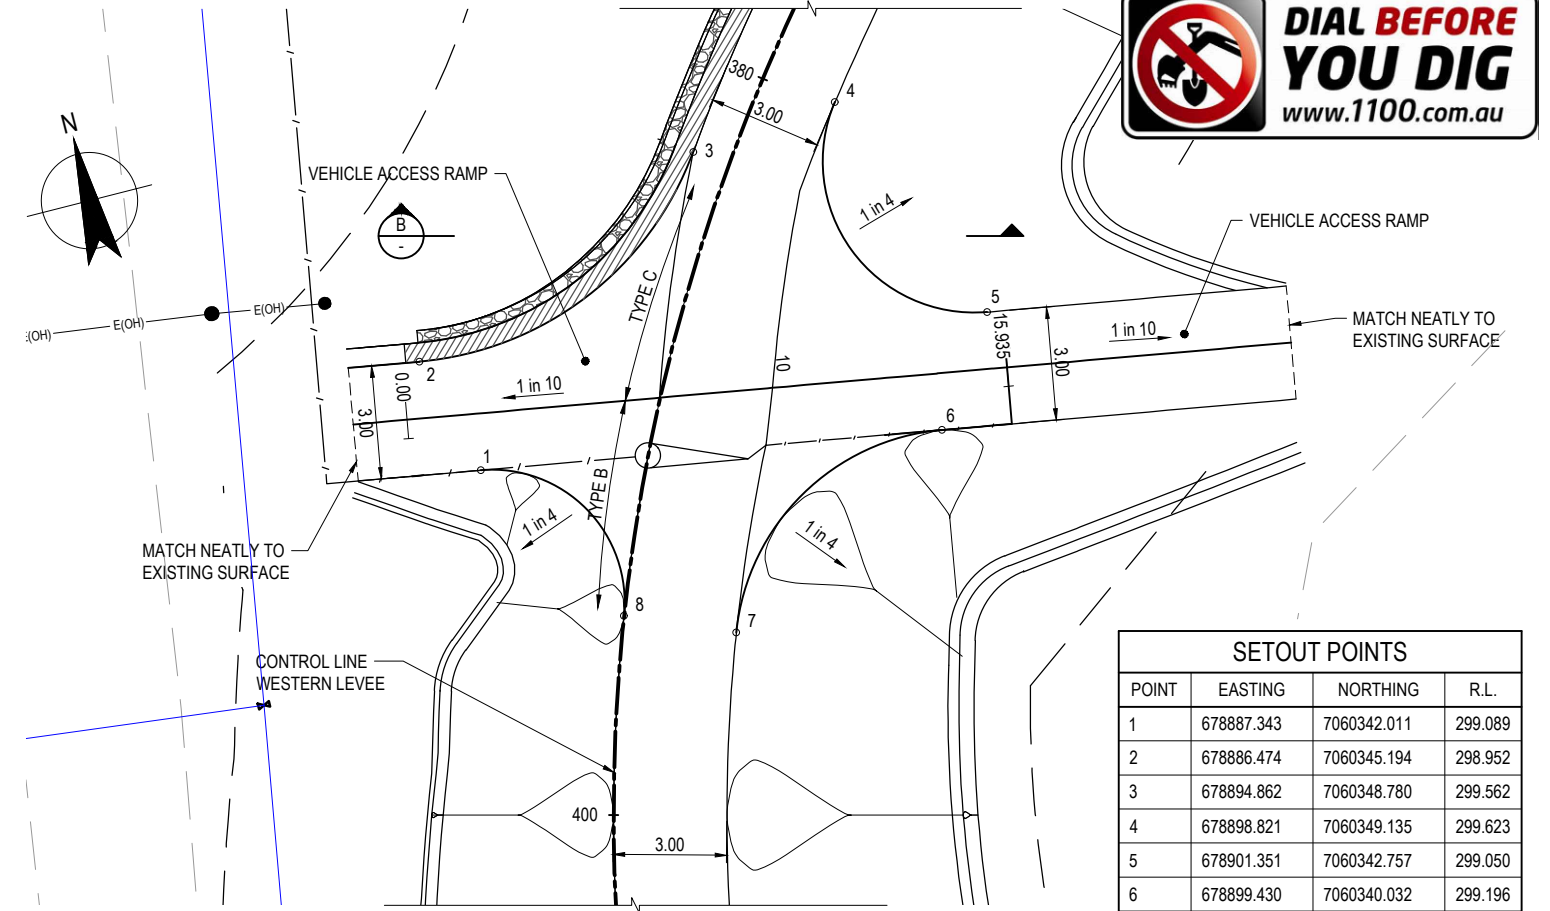 DIAL BEFORE
YOU DIG
www.1100.com.au
N
380
4
3.00
3
VEHICLE ACCESS RAMP
B
-
1 in 4
VEHICLE ACCESS RAMP
TYPE C
E(OH)
E(OH)
E(OH)
5
15.935
1 in 10
3.00
MATCH NEATLY TO
EXISTING SURFACE
2
0.00
1 in 10
10
3.00
6
1
TYPE B
1 in 4
1 in 4
MATCH NEATLY TO
EXISTING SURFACE
8
7
CONTROL LINE
WESTERN LEVEE
400
3.00
SETOUT POINTS
POINT EASTING NORTHING R.L.
1 678887.343 7060342.011 299.089
2 678886.474 7060345.194 298.952
3 678894.862 7060348.780 299.562
4 678898.821 7060349.135 299.623
5 678901.351 7060342.757 299.050
6 678899.430 7060340.032 299.196